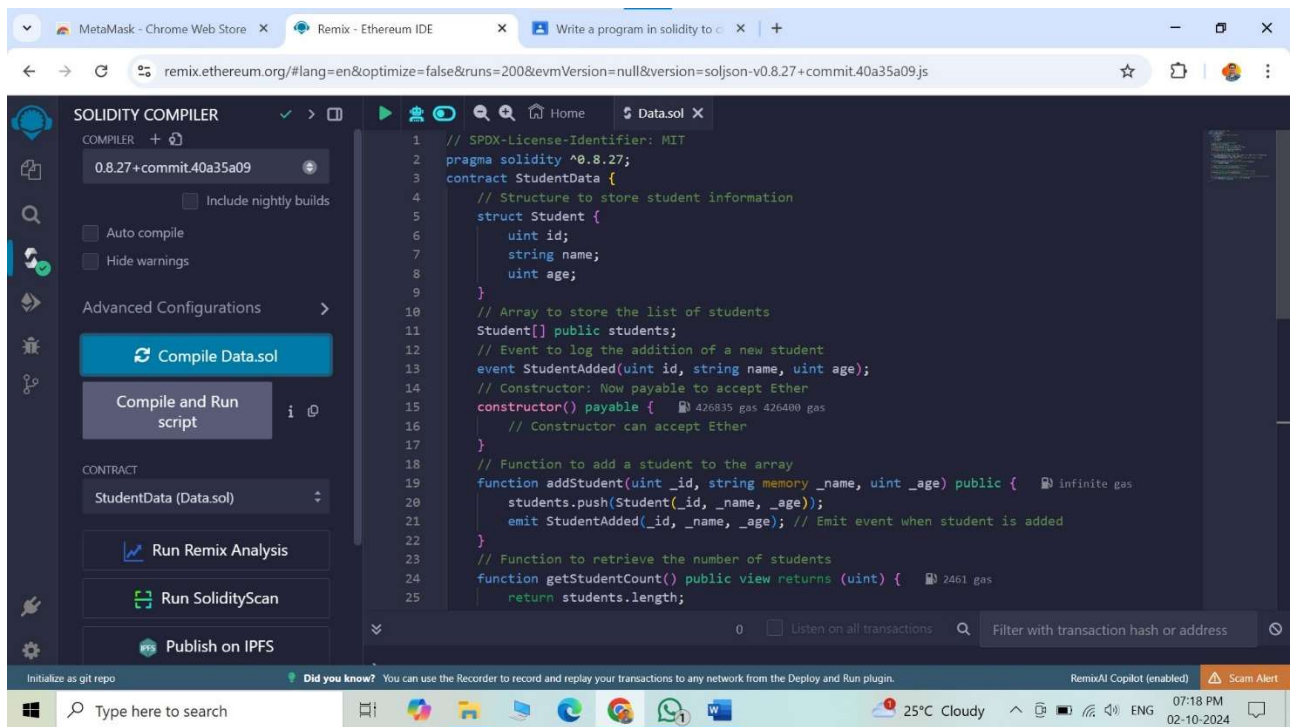 MetaMask - Chrome Web Store
Remix - Ethereum IDE
Write a program in solidity to c
remix.ethereum.org/#lang=en&optimize=false&runs=200&evmVersion=null&version=soljson-v0.8.27+commit.40a35a09.js
SOLIDITY COMPILER
COMPILER
0.8.27+commit.40a35a09
Include nightly builds
Auto compile
Hide warnings
Advanced Configurations
Compile Data.sol
Compile and Run
script
i
CONTRACT
StudentData (Data.sol)
Run Remix Analysis
Run SolidityScan
Publish on IPFS
Home
Data.sol
1 // SPDX-License-Identifier: MIT
2 pragma solidity ^0.8.27;
3 contract StudentData {
4 // Structure to store student information
5 struct Student {
6 uint id;
7 string name;
8 uint age;
9 }
10 // Array to store the list of students
11 Student[] public students;
12 // Event to log the addition of a new student
13 event StudentAdded(uint id, string name, uint age);
14 // Constructor: Now payable to accept Ether
15 constructor() payable { 426835 gas 426400 gas
16 // Constructor can accept Ether
17 }
18 // Function to add a student to the array
19 function addStudent(uint _id, string memory _name, uint _age) public { infinite gas
20 students.push(Student(_id, _name, _age));
21 emit StudentAdded(_id, _name, _age); // Emit event when student is added
22 }
23 // Function to retrieve the number of students
24 function getStudentCount() public view returns (uint) { 2461 gas
25 return students.length;
0 Listen on all transactions Filter with transaction hash or address
Initialize as git repo
Did you know? You can use the Recorder to record and replay your transactions to any network from the Deploy and Run plugin.
RemixAI Copilot (enabled)
Scam Alert
Type here to search
25°C Cloudy
ENG
07:18 PM
02-10-2024